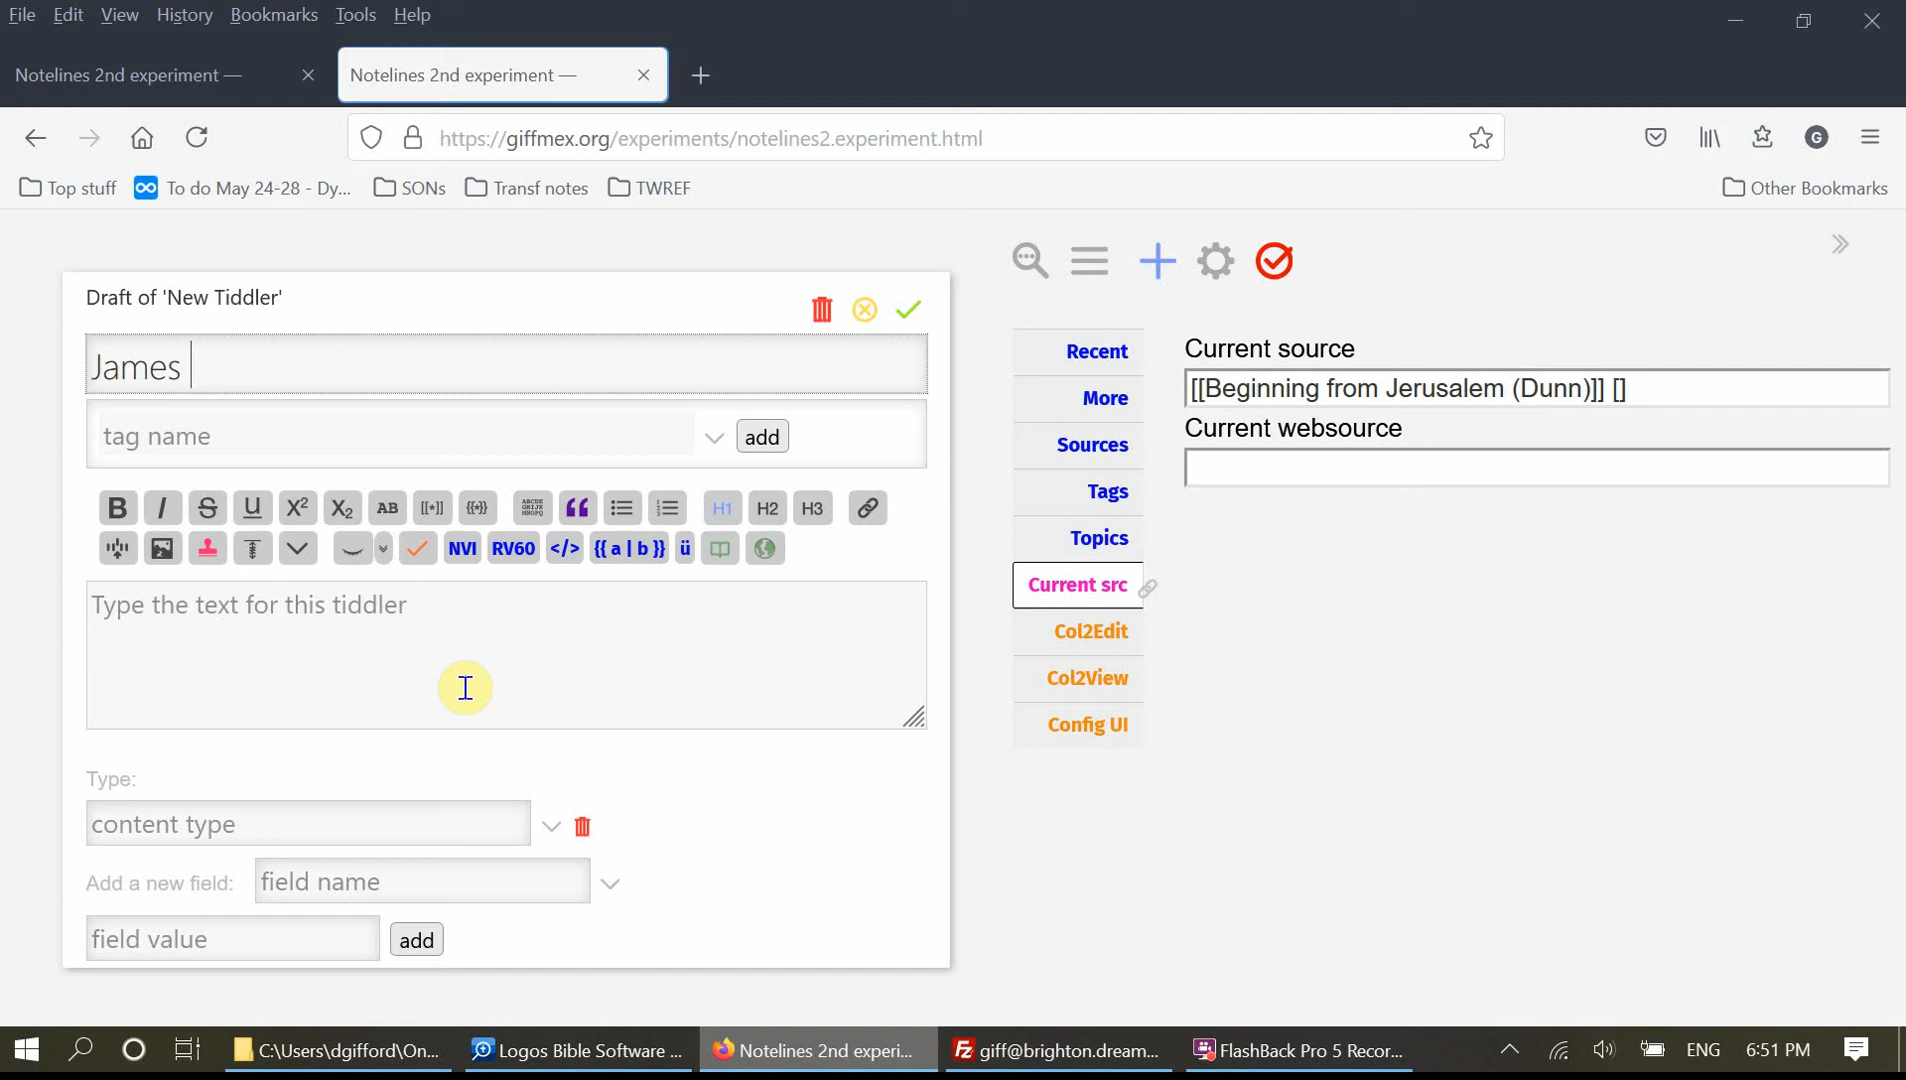 File Edit View History Bookmarks Tools Help
Notelines 2nd experiment —
Notelines 2nd experiment —
https://giffmex.org/experiments/notelines2.experiment.html
G
Top stuff
To do May 24-28 - Dy...
SONs
Transf notes
TWREF
Other Bookmarks
Draft of 'New Tiddler'
James
tag name
add
B I S U X² X₂ AB [[*]] {{*}} H1 H2 H3
NVI RV60 </> {{ a | b }} ü
Type the text for this tiddler
Type:
content type
Add a new field:
field name
field value
add
Recent
More
Sources
Tags
Topics
Current src
Col2Edit
Col2View
Config UI
Current source
[[Beginning from Jerusalem (Dunn)]] []
Current websource
C:\Users\dgifford\On...
Logos Bible Software ...
Notelines 2nd experi...
giff@brighton.dream...
FlashBack Pro 5 Recor...
ENG
6:51 PM